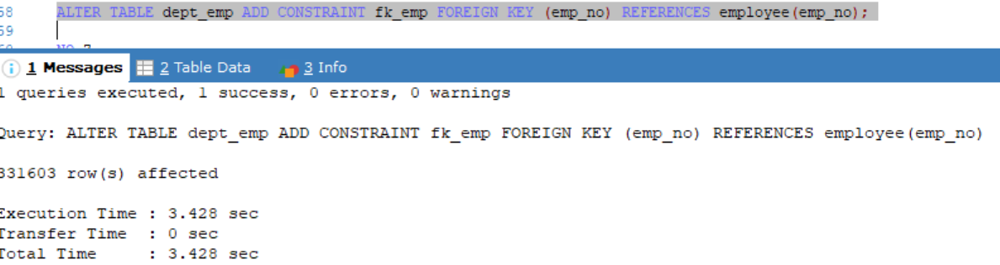 58 ALTER TABLE dept_emp ADD CONSTRAINT fk_emp FOREIGN KEY (emp_no) REFERENCES employee(emp_no);
59
1 Messages 2 Table Data 3 Info
1 queries executed, 1 success, 0 errors, 0 warnings
Query: ALTER TABLE dept_emp ADD CONSTRAINT fk_emp FOREIGN KEY (emp_no) REFERENCES employee(emp_no)
331603 row(s) affected
Execution Time : 3.428 sec
Transfer Time : 0 sec
Total Time : 3.428 sec